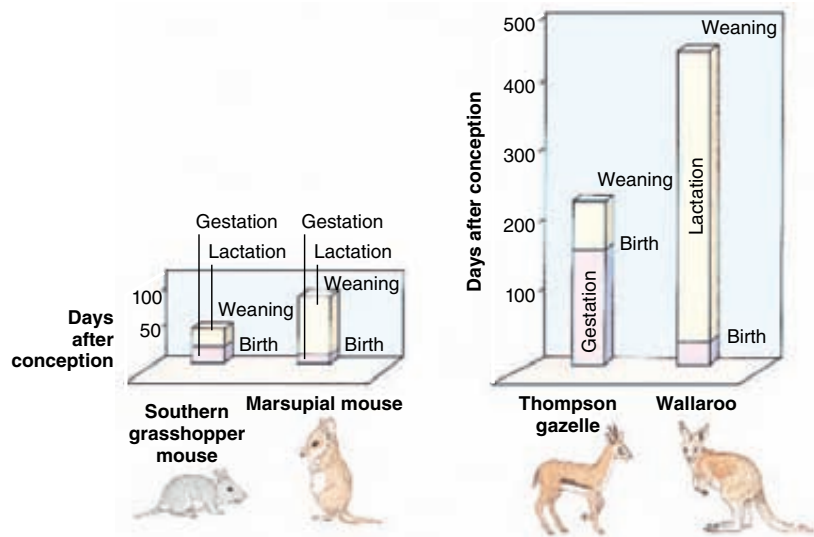 Gestation
Lactation
Weaning
Birth
Gestation
Lactation
Weaning
Birth
100
50
Days
after
conception
Southern
grasshopper
mouse
Marsupial mouse
500
400
300
200
100
Days after conception
Weaning
Birth
Gestation
Weaning
Lactation
Birth
Thompson
gazelle
Wallaroo